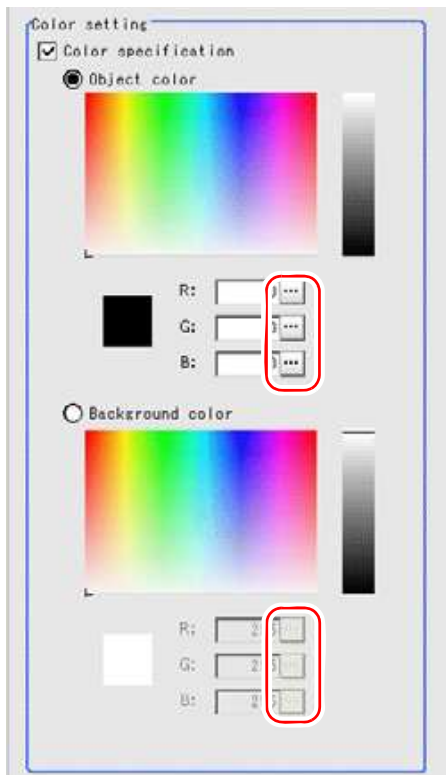 Color setting
Color specification
Object color
R: ...
G: ...
B: ...
Background color
R: ...
G: ...
B: ...